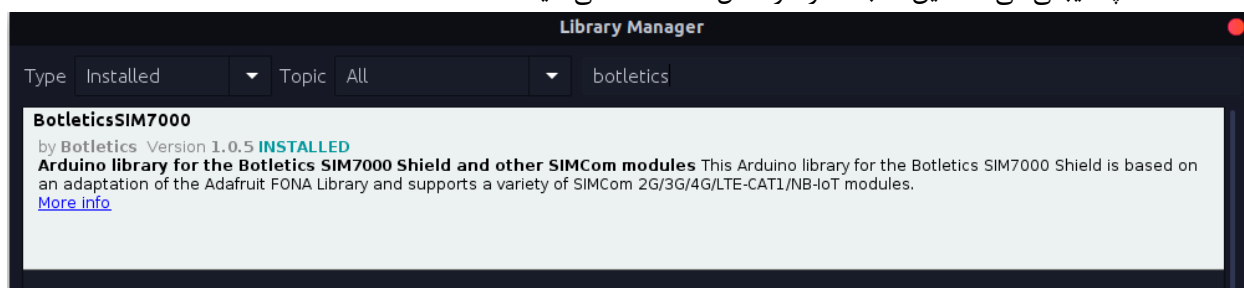 Library Manager
Type Installed Topic All botletics
BotleticsSIM7000
by Botletics Version 1.0.5 INSTALLED
Arduino library for the Botletics SIM7000 Shield and other SIMCom modules This Arduino library for the Botletics SIM7000 Shield is based on
an adaptation of the Adafruit FONA Library and supports a variety of SIMCom 2G/3G/4G/LTE-CAT1/NB-IoT modules.
More info